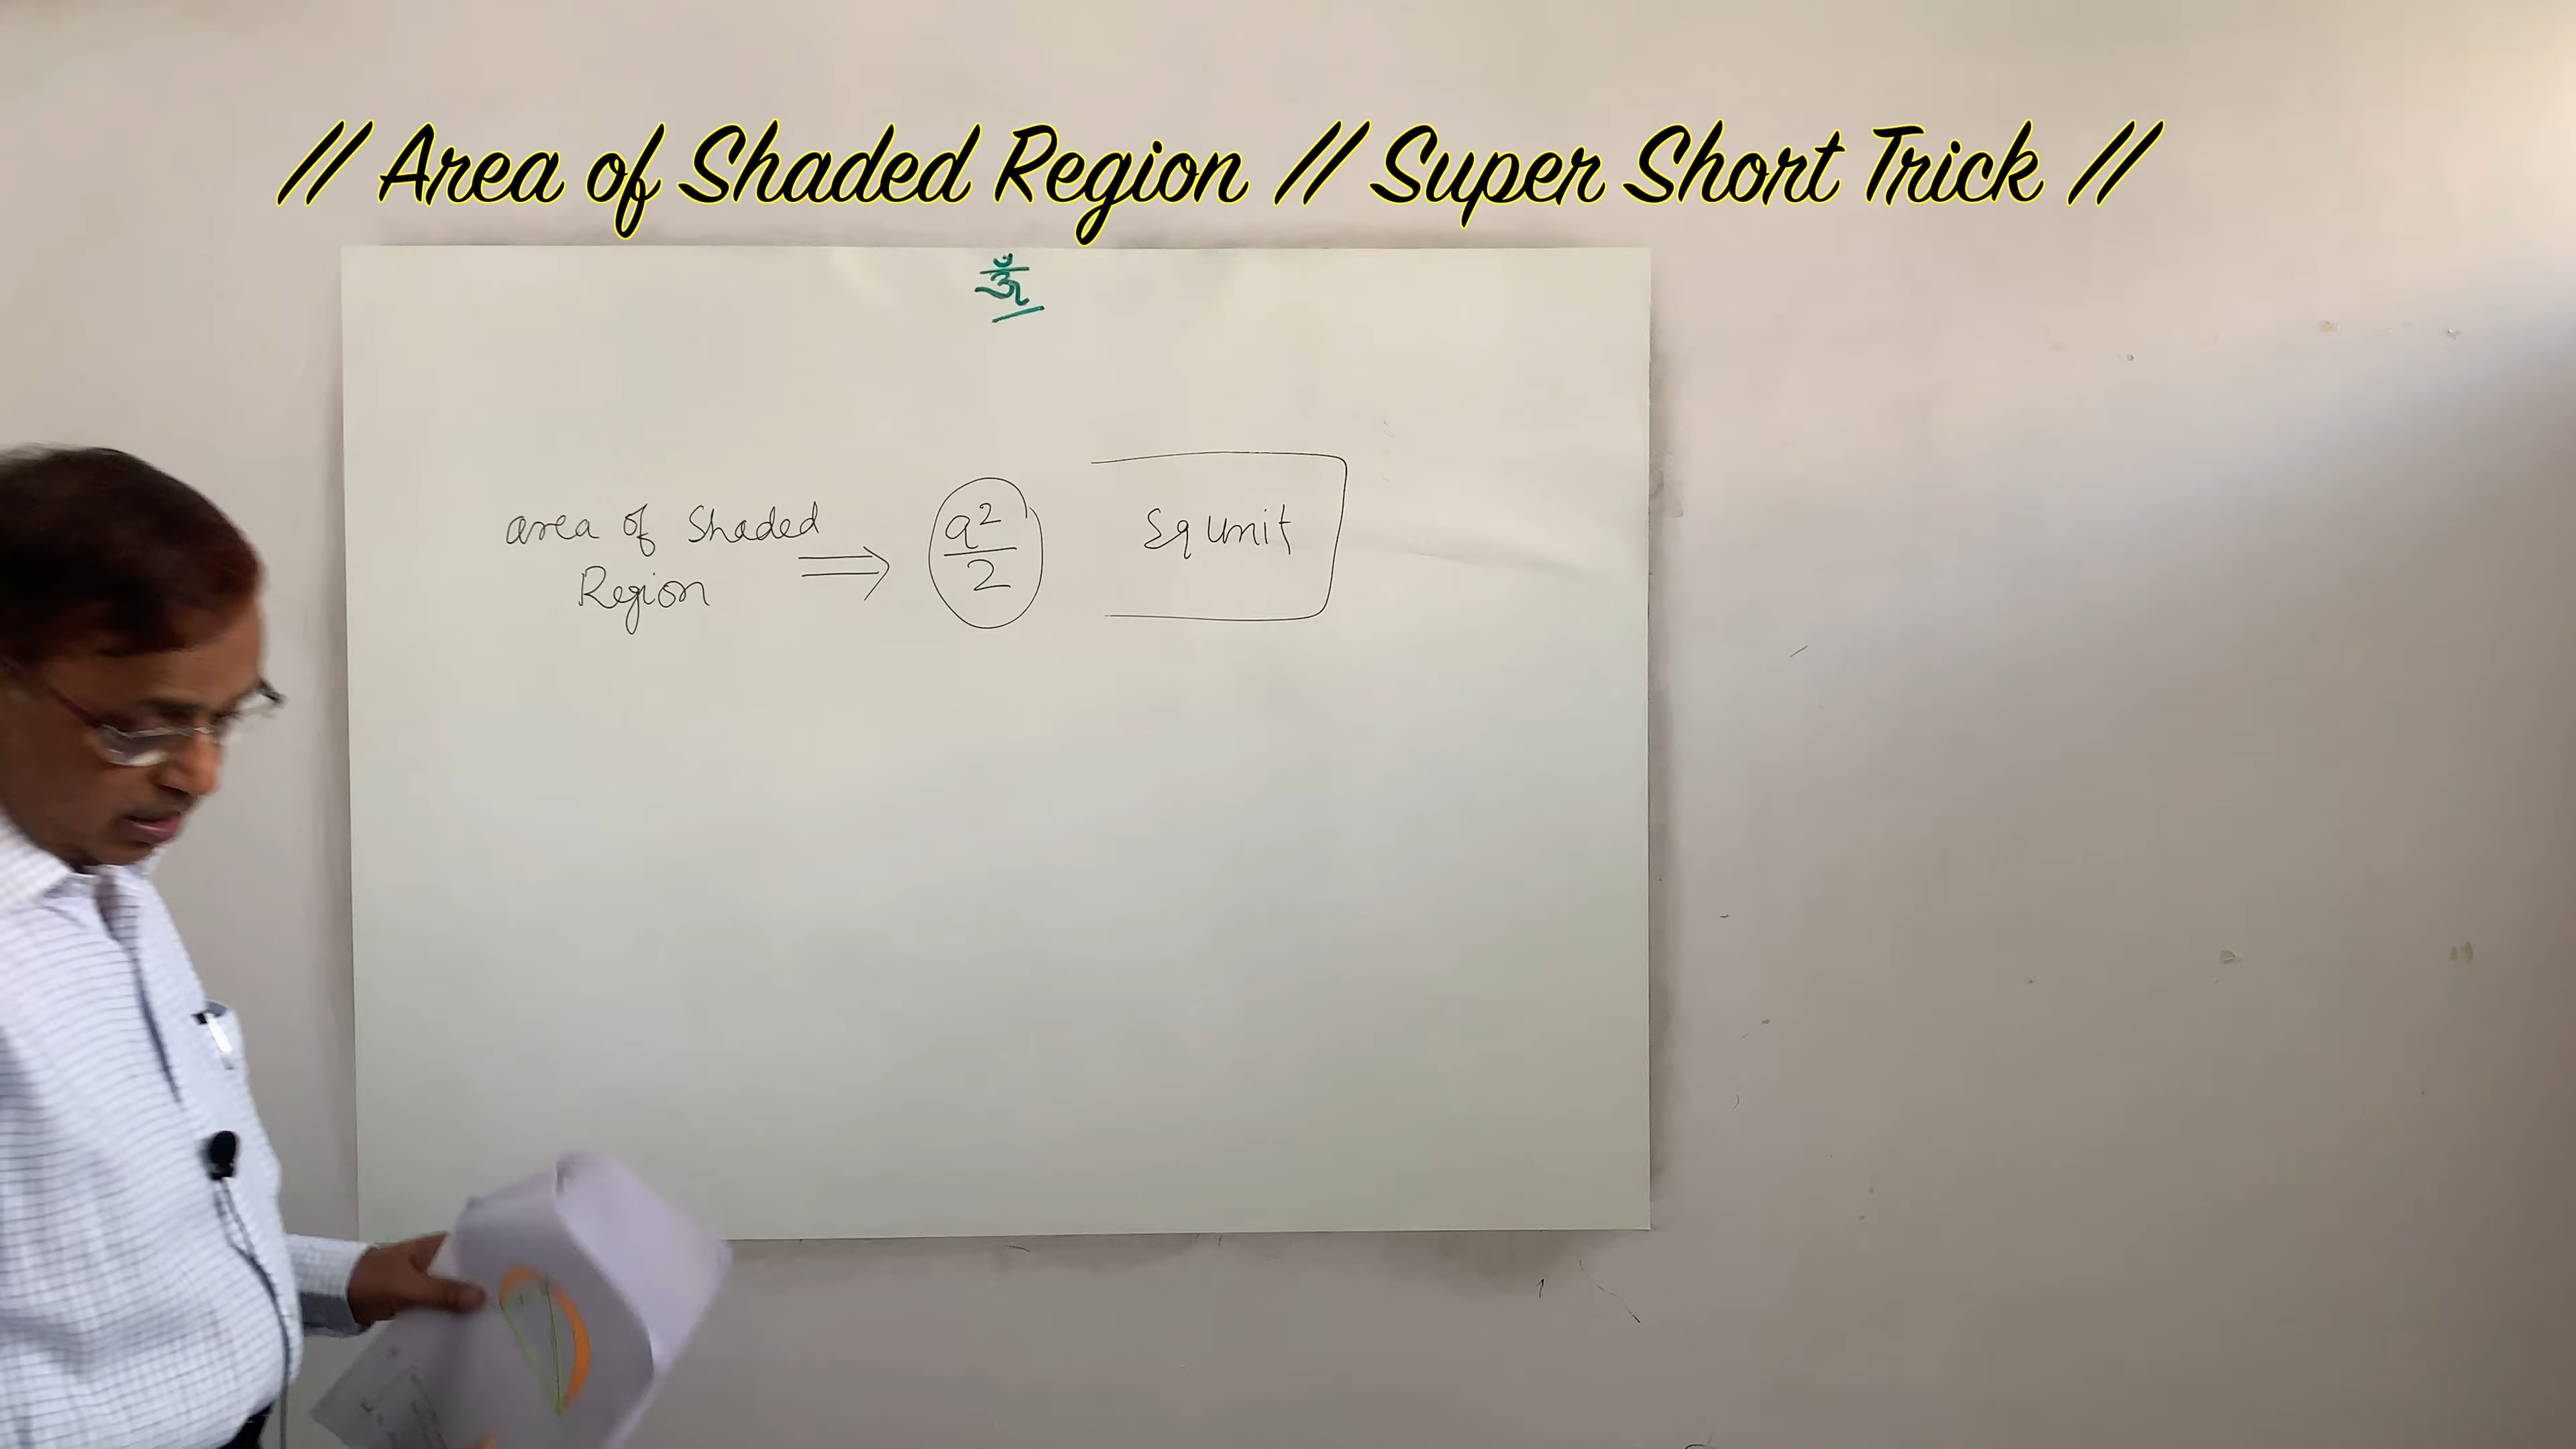 // Area of Shaded Region // Super Short Trick //
ॐ
area of Shaded
Region ⟹ a²/2 Sq unit